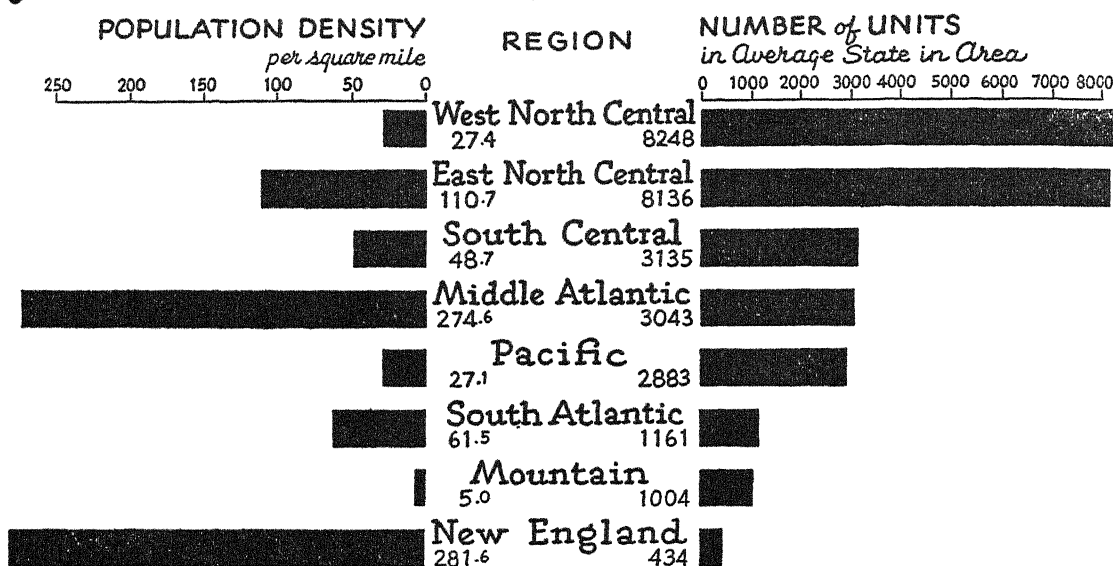 POPULATION DENSITY
per square mile
REGION
NUMBER of UNITS
in Average State in Area
250 200 150 100 50 0
0 1000 2000 3000 4000 5000 6000 7000 8000
West North Central
27.4 8248
East North Central
110.7 8136
South Central
48.7 3135
Middle Atlantic
274.6 3043
Pacific
27.1 2883
South Atlantic
61.5 1161
Mountain
5.0 1004
New England
281.6 434